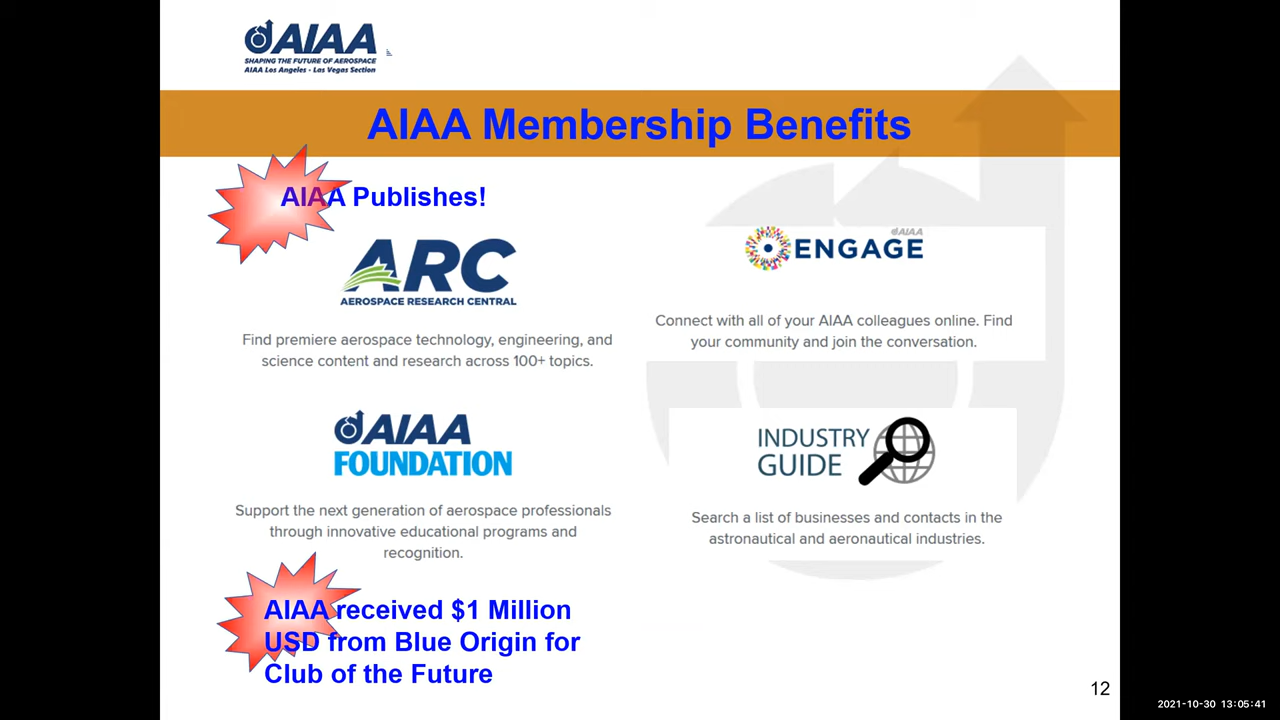 AIAA
SHAPING THE FUTURE OF AEROSPACE
AIAA Los Angeles - Las Vegas Section
AIAA Membership Benefits
AIAA Publishes!
ARC
AEROSPACE RESEARCH CENTRAL
Find premiere aerospace technology, engineering, and
science content and research across 100+ topics.
AIAA
ENGAGE
Connect with all of your AIAA colleagues online. Find
your community and join the conversation.
AIAA
FOUNDATION
Support the next generation of aerospace professionals
through innovative educational programs and
recognition.
INDUSTRY
GUIDE
Search a list of businesses and contacts in the
astronautical and aeronautical industries.
AIAA received $1 Million
USD from Blue Origin for
Club of the Future
12
2021-10-30 13:05:41